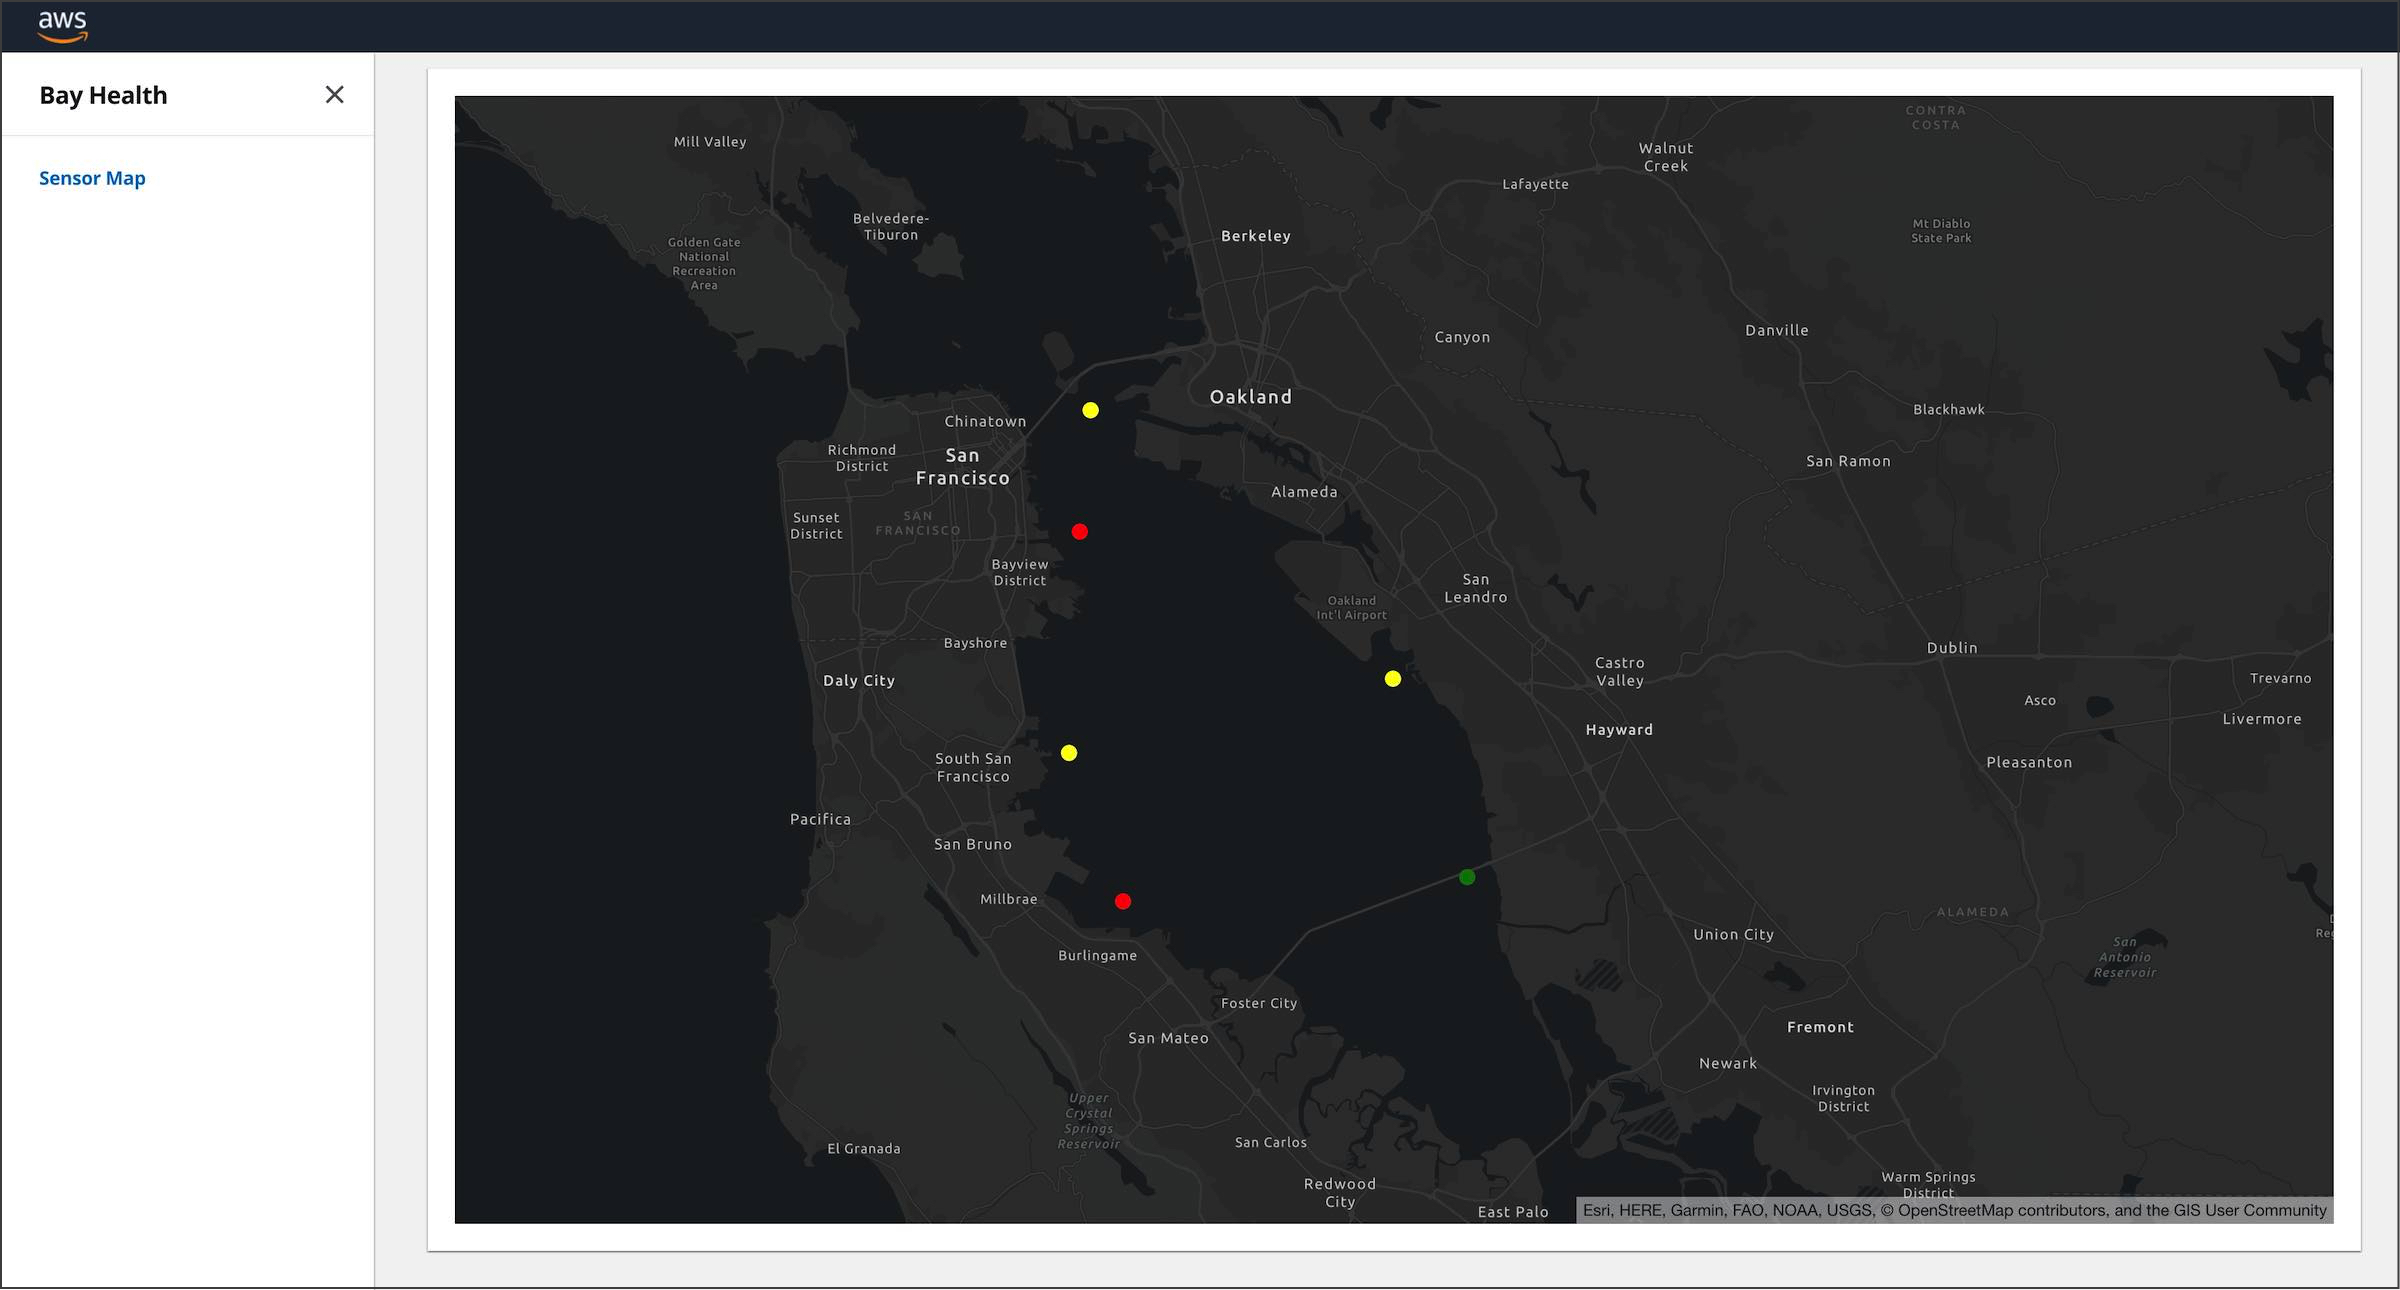 aws
Bay Health
Sensor Map
CONTRA
COSTA
Mill Valley
Walnut
Creek
Lafayette
Belvedere-
Tiburon
Mt Diablo
State Park
Berkeley
Golden Gate
National
Recreation
Area
Danville
Canyon
Oakland
Blackhawk
Chinatown
Richmond
District
San
Francisco
San Ramon
Alameda
Sunset
District
SAN
FRANCISCO
Bayview
District
San
Leandro
Oakland
Int'l Airport
Bayshore
Dublin
Castro
Valley
Daly City
Trevarno
Asco
Livermore
Hayward
South San
Francisco
Pleasanton
Pacifica
San Bruno
Millbrae
ALAMEDA
Union City
San
Antonio
Reservoir
Burlingame
Foster City
Fremont
San Mateo
Newark
Irvington
District
Upper
Crystal
Springs
Reservoir
San Carlos
El Granada
Redwood
City
Warm Springs
District
East Palo
Esri, HERE, Garmin, FAO, NOAA, USGS, © OpenStreetMap contributors, and the GIS User Community